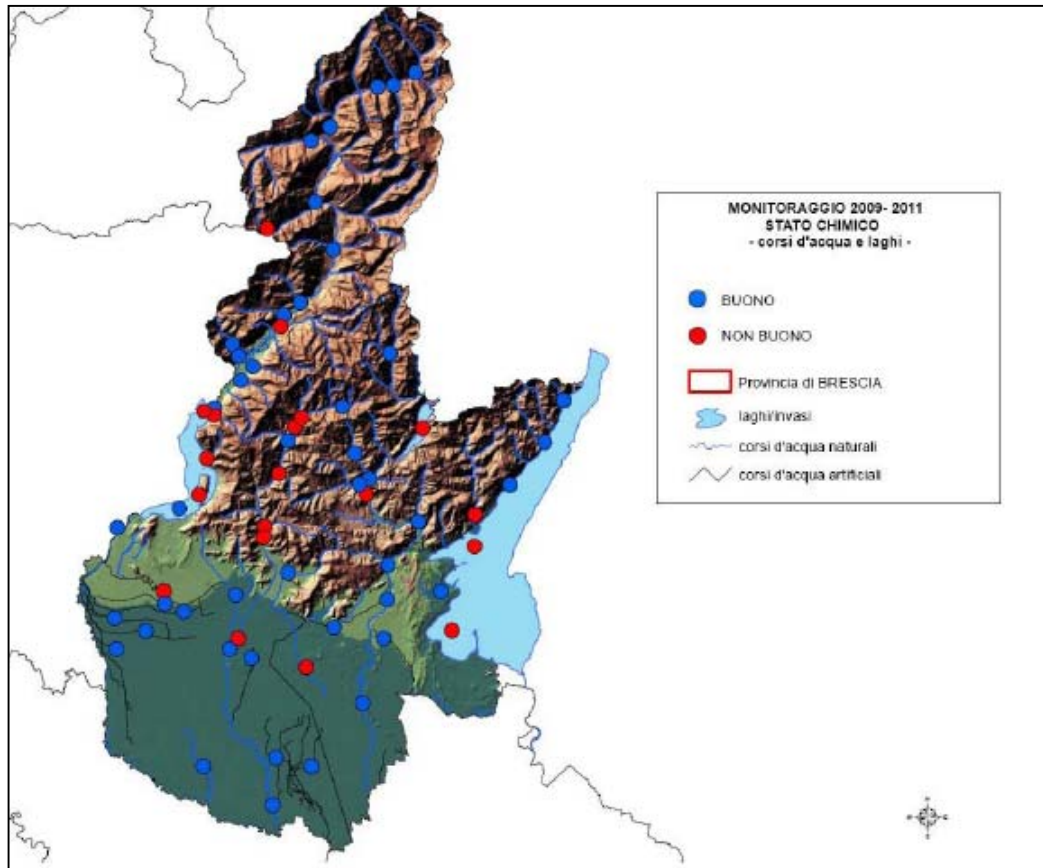 MONITORAGGIO 2009- 2011
STATO CHIMICO
- corsi d'acqua e laghi -
BUONO
NON BUONO
Provincia di BRESCIA
laghi/invasi
corsi d'acqua naturali
corsi d'acqua artificiali